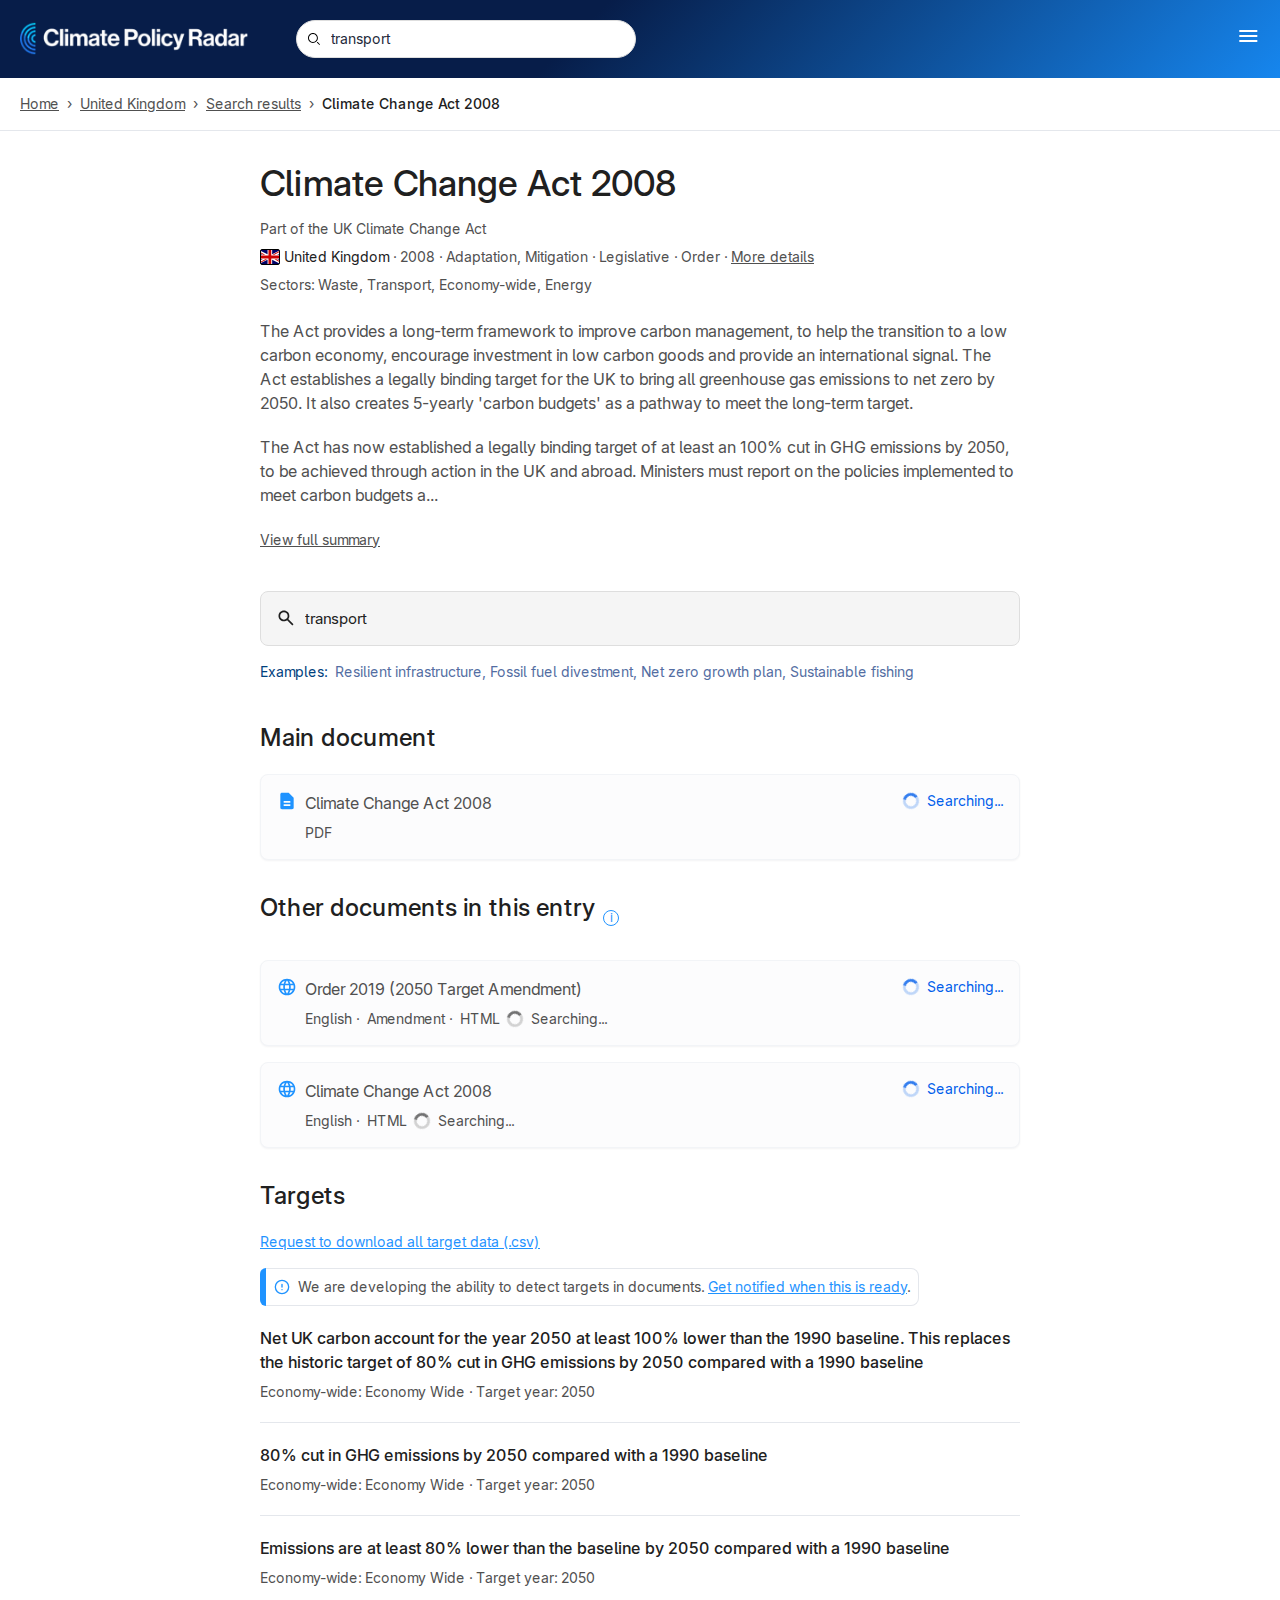 Climate Policy Radar
transport
Home › United Kingdom › Search results › Climate Change Act 2008
Climate Change Act 2008
Part of the UK Climate Change Act
United Kingdom · 2008 · Adaptation, Mitigation · Legislative · Order · More details
Sectors: Waste, Transport, Economy-wide, Energy
The Act provides a long-term framework to improve carbon management, to help the transition to a low
carbon economy, encourage investment in low carbon goods and provide an international signal. The
Act establishes a legally binding target for the UK to bring all greenhouse gas emissions to net zero by
2050. It also creates 5-yearly 'carbon budgets' as a pathway to meet the long-term target.
The Act has now established a legally binding target of at least an 100% cut in GHG emissions by 2050,
to be achieved through action in the UK and abroad. Ministers must report on the policies implemented to
meet carbon budgets a...
View full summary
transport
Examples: Resilient infrastructure, Fossil fuel divestment, Net zero growth plan, Sustainable fishing
Main document
Climate Change Act 2008
Searching...
PDF
Other documents in this entry
Order 2019 (2050 Target Amendment)
Searching...
English · Amendment · HTML Searching...
Climate Change Act 2008
Searching...
English · HTML Searching...
Targets
Request to download all target data (.csv)
We are developing the ability to detect targets in documents. Get notified when this is ready.
Net UK carbon account for the year 2050 at least 100% lower than the 1990 baseline. This replaces
the historic target of 80% cut in GHG emissions by 2050 compared with a 1990 baseline
Economy-wide: Economy Wide · Target year: 2050
80% cut in GHG emissions by 2050 compared with a 1990 baseline
Economy-wide: Economy Wide · Target year: 2050
Emissions are at least 80% lower than the baseline by 2050 compared with a 1990 baseline
Economy-wide: Economy Wide · Target year: 2050